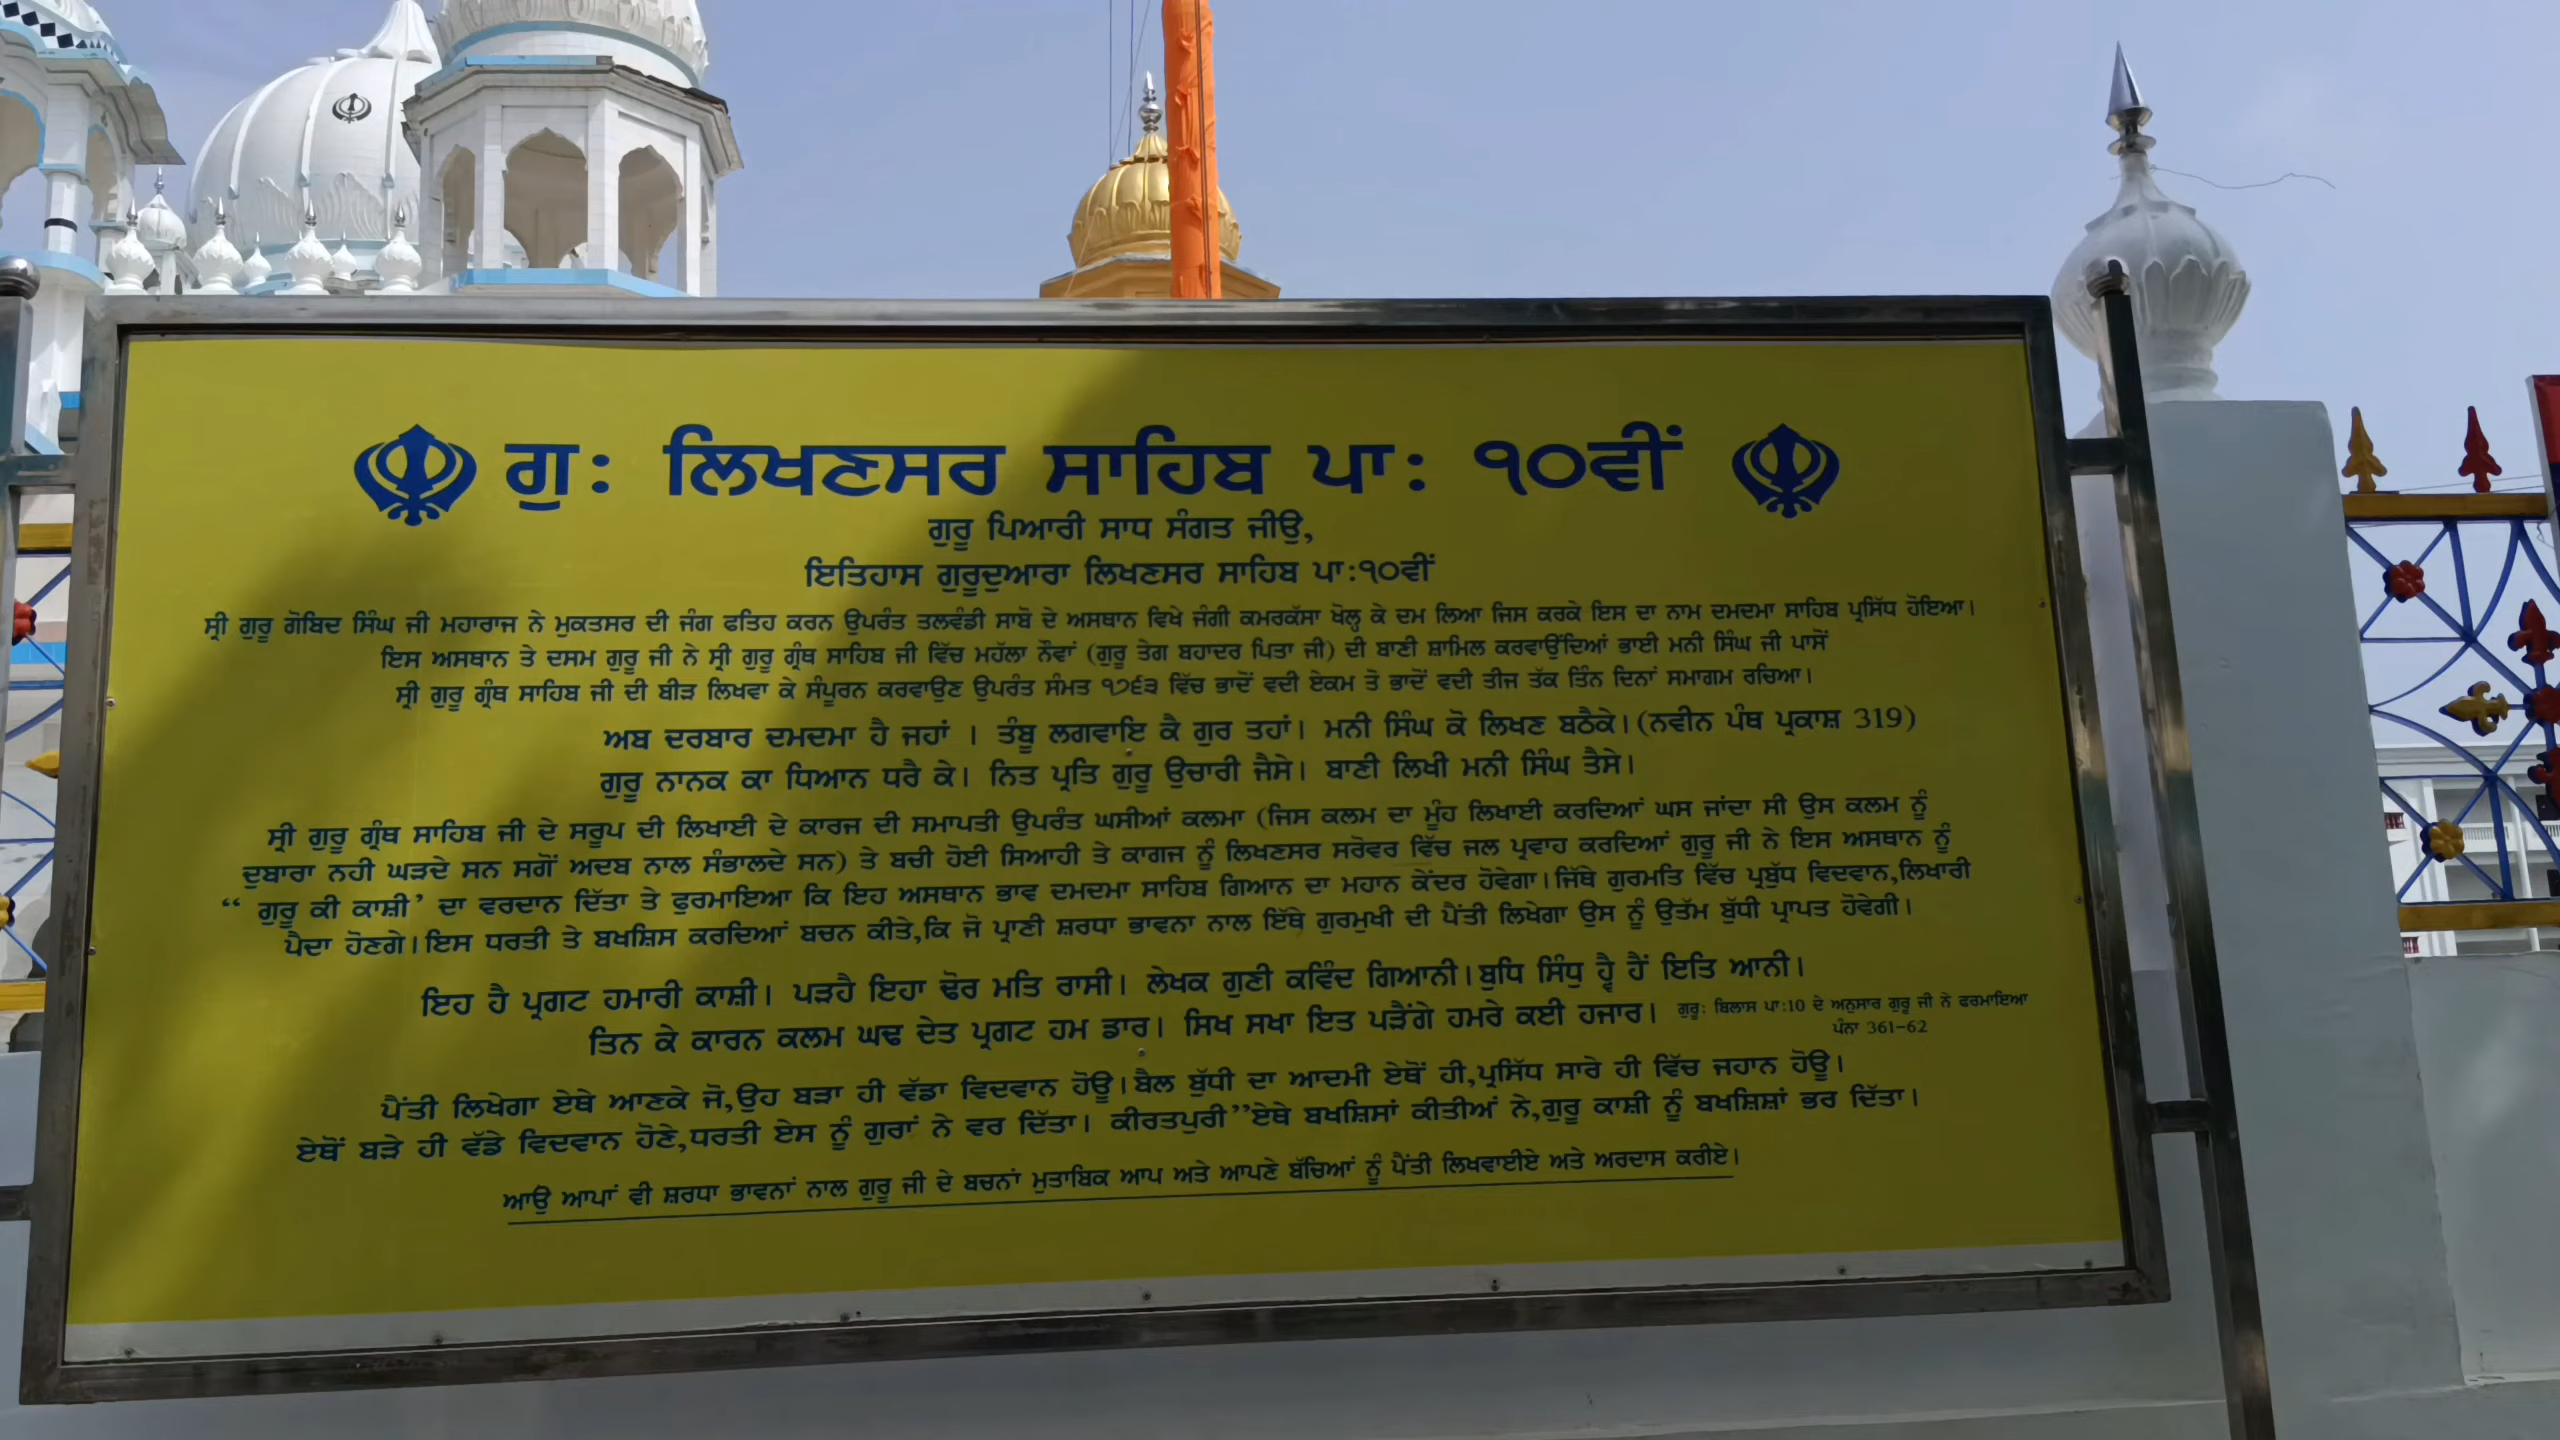 ਗੁ: ਲਿਖਣਸਰ ਸਾਹਿਬ ਪਾ: ੧੦ਵੀਂ
ਗੁਰੂ ਪਿਆਰੀ ਸਾਧ ਸੰਗਤ ਜੀਉ,
ਇਤਿਹਾਸ ਗੁਰੂਦੁਆਰਾ ਲਿਖਣਸਰ ਸਾਹਿਬ ਪਾ:੧੦ਵੀਂ
ਸ੍ਰੀ ਗੁਰੂ ਗੋਬਿਦ ਸਿੰਘ ਜੀ ਮਹਾਰਾਜ ਨੇ ਮੁਕਤਸਰ ਦੀ ਜੰਗ ਫਤਿਹ ਕਰਨ ਉਪਰੰਤ ਤਲਵੰਡੀ ਸਾਬੋ ਦੇ ਅਸਥਾਨ ਵਿਖੇ ਜੰਗੀ ਕਮਰਕੱਸਾ ਖੋਲ੍ਹ ਕੇ ਦਮ ਲਿਆ ਜਿਸ ਕਰਕੇ ਇਸ ਦਾ ਨਾਮ ਦਮਦਮਾ ਸਾਹਿਬ ਪ੍ਰਸਿੱਧ ਹੋਇਆ।
ਇਸ ਅਸਥਾਨ ਤੇ ਦਸਮ ਗੁਰੂ ਜੀ ਨੇ ਸ੍ਰੀ ਗੁਰੂ ਗ੍ਰੰਥ ਸਾਹਿਬ ਜੀ ਵਿੱਚ ਮਹੱਲਾ ਨੌਵਾਂ (ਗੁਰੂ ਤੇਗ ਬਹਾਦਰ ਪਿਤਾ ਜੀ) ਦੀ ਬਾਣੀ ਸ਼ਾਮਿਲ ਕਰਵਾਉਂਦਿਆਂ ਭਾਈ ਮਨੀ ਸਿੰਘ ਜੀ ਪਾਸੋਂ
ਸ੍ਰੀ ਗੁਰੂ ਗ੍ਰੰਥ ਸਾਹਿਬ ਜੀ ਦੀ ਬੀੜ ਲਿਖਵਾ ਕੇ ਸੰਪੂਰਨ ਕਰਵਾਉਣ ਉਪਰੰਤ ਸੰਮਤ ੧੭੬੩ ਵਿੱਚ ਭਾਦੋਂ ਵਦੀ ਏਕਮ ਤੋ ਭਾਦੋਂ ਵਦੀ ਤੀਜ ਤੱਕ ਤਿੰਨ ਦਿਨਾਂ ਸਮਾਗਮ ਰਚਿਆ।
ਅਬ ਦਰਬਾਰ ਦਮਦਮਾ ਹੈ ਜਹਾਂ । ਤੰਬੂ ਲਗਵਾਇ ਕੈ ਗੁਰ ਤਹਾਂ। ਮਨੀ ਸਿੰਘ ਕੋ ਲਿਖਣ ਬਠੈਕੇ।(ਨਵੀਨ ਪੰਥ ਪ੍ਰਕਾਸ਼ 319)
ਗੁਰੂ ਨਾਨਕ ਕਾ ਧਿਆਨ ਧਰੈ ਕੇ। ਨਿਤ ਪ੍ਰਤਿ ਗੁਰੂ ਉਚਾਰੀ ਜੈਸੇ। ਬਾਣੀ ਲਿਖੀ ਮਨੀ ਸਿੰਘ ਤੈਸੇ।
ਸ੍ਰੀ ਗੁਰੂ ਗ੍ਰੰਥ ਸਾਹਿਬ ਜੀ ਦੇ ਸਰੂਪ ਦੀ ਲਿਖਾਈ ਦੇ ਕਾਰਜ ਦੀ ਸਮਾਪਤੀ ਉਪਰੰਤ ਘਸੀਆਂ ਕਲਮਾ (ਜਿਸ ਕਲਮ ਦਾ ਮੂੰਹ ਲਿਖਾਈ ਕਰਦਿਆਂ ਘਸ ਜਾਂਦਾ ਸੀ ਉਸ ਕਲਮ ਨੂੰ
ਦੁਬਾਰਾ ਨਹੀ ਘੜਦੇ ਸਨ ਸਗੋਂ ਅਦਬ ਨਾਲ ਸੰਭਾਲਦੇ ਸਨ) ਤੇ ਬਚੀ ਹੋਈ ਸਿਆਹੀ ਤੇ ਕਾਗਜ ਨੂੰ ਲਿਖਣਸਰ ਸਰੋਵਰ ਵਿੱਚ ਜਲ ਪ੍ਰਵਾਹ ਕਰਦਿਆਂ ਗੁਰੂ ਜੀ ਨੇ ਇਸ ਅਸਥਾਨ ਨੂੰ
“ ਗੁਰੂ ਕੀ ਕਾਸ਼ੀ’ ਦਾ ਵਰਦਾਨ ਦਿੱਤਾ ਤੇ ਫੁਰਮਾਇਆ ਕਿ ਇਹ ਅਸਥਾਨ ਭਾਵ ਦਮਦਮਾ ਸਾਹਿਬ ਗਿਆਨ ਦਾ ਮਹਾਨ ਕੇਂਦਰ ਹੋਵੇਗਾ।ਜਿੱਥੇ ਗੁਰਮਤਿ ਵਿੱਚ ਪ੍ਰਬੁੱਧ ਵਿਦਵਾਨ,ਲਿਖਾਰੀ
ਪੈਦਾ ਹੋਣਗੇ।ਇਸ ਧਰਤੀ ਤੇ ਬਖਸ਼ਿਸ ਕਰਦਿਆਂ ਬਚਨ ਕੀਤੇ,ਕਿ ਜੋ ਪ੍ਰਾਣੀ ਸ਼ਰਧਾ ਭਾਵਨਾ ਨਾਲ ਇੱਥੇ ਗੁਰਮੁਖੀ ਦੀ ਪੈਂਤੀ ਲਿਖੇਗਾ ਉਸ ਨੂੰ ਉਤੱਮ ਬੁੱਧੀ ਪ੍ਰਾਪਤ ਹੋਵੇਗੀ।
ਇਹ ਹੈ ਪ੍ਰਗਟ ਹਮਾਰੀ ਕਾਸ਼ੀ। ਪੜਹੈ ਇਹਾ ਢੋਰ ਮਤਿ ਰਾਸੀ। ਲੇਖਕ ਗੁਣੀ ਕਵਿੰਦ ਗਿਆਨੀ।ਬੁਧਿ ਸਿੰਧੁ ਹ੍ਵੈ ਹੈਂ ਇਤਿ ਆਨੀ।
ਤਿਨ ਕੇ ਕਾਰਨ ਕਲਮ ਘਢ ਦੇਤ ਪ੍ਰਗਟ ਹਮ ਡਾਰ। ਸਿਖ ਸਖਾ ਇਤ ਪੜੈਂਗੇ ਹਮਰੇ ਕਈ ਹਜਾਰ। ਗੁਰੂ: ਬਿਲਾਸ ਪਾ:10 ਦੇ ਅਨੁਸਾਰ ਗੁਰੂ ਜੀ ਨੇ ਫਰਮਾਇਆ
ਪੰਨਾ 361-62
ਪੈਂਤੀ ਲਿਖੇਗਾ ਏਥੇ ਆਣਕੇ ਜੋ,ਉਹ ਬੜਾ ਹੀ ਵੱਡਾ ਵਿਦਵਾਨ ਹੋਊ।ਬੈਲ ਬੁੱਧੀ ਦਾ ਆਦਮੀ ਏਥੋਂ ਹੀ,ਪ੍ਰਸਿੱਧ ਸਾਰੇ ਹੀ ਵਿੱਚ ਜਹਾਨ ਹੋਊ।
ਏਥੋਂ ਬੜੇ ਹੀ ਵੱਡੇ ਵਿਦਵਾਨ ਹੋਣੇ,ਧਰਤੀ ਏਸ ਨੂੰ ਗੁਰਾਂ ਨੇ ਵਰ ਦਿੱਤਾ। ਕੀਰਤਪੁਰੀ”ਏਥੇ ਬਖਸ਼ਿਸਾਂ ਕੀਤੀਆਂ ਨੇ,ਗੁਰੂ ਕਾਸ਼ੀ ਨੂੰ ਬਖਸ਼ਿਸ਼ਾਂ ਭਰ ਦਿੱਤਾ।
ਆਉ ਆਪਾਂ ਵੀ ਸ਼ਰਧਾ ਭਾਵਨਾਂ ਨਾਲ ਗੁਰੂ ਜੀ ਦੇ ਬਚਨਾਂ ਮੁਤਾਬਿਕ ਆਪ ਅਤੇ ਆਪਣੇ ਬੱਚਿਆਂ ਨੂੰ ਪੈਂਤੀ ਲਿਖਵਾਈਏ ਅਤੇ ਅਰਦਾਸ ਕਰੀਏ।